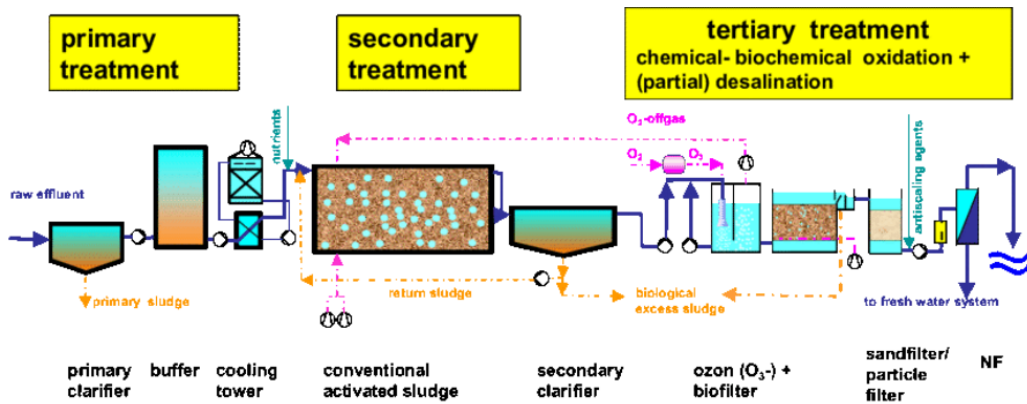 primary
treatment
secondary
treatment
tertiary treatment
chemical- biochemical oxidation +
(partial) desalination
O2-offgas
nutrients
O2
O3
antiscaling agents
raw effluent
primary sludge
return sludge
biological
excess sludge
to fresh water system
primary
clarifier
buffer
cooling
tower
conventional
activated sludge
secondary
clarifier
ozon (O3-) +
biofilter
sandfilter/
particle
filter
NF